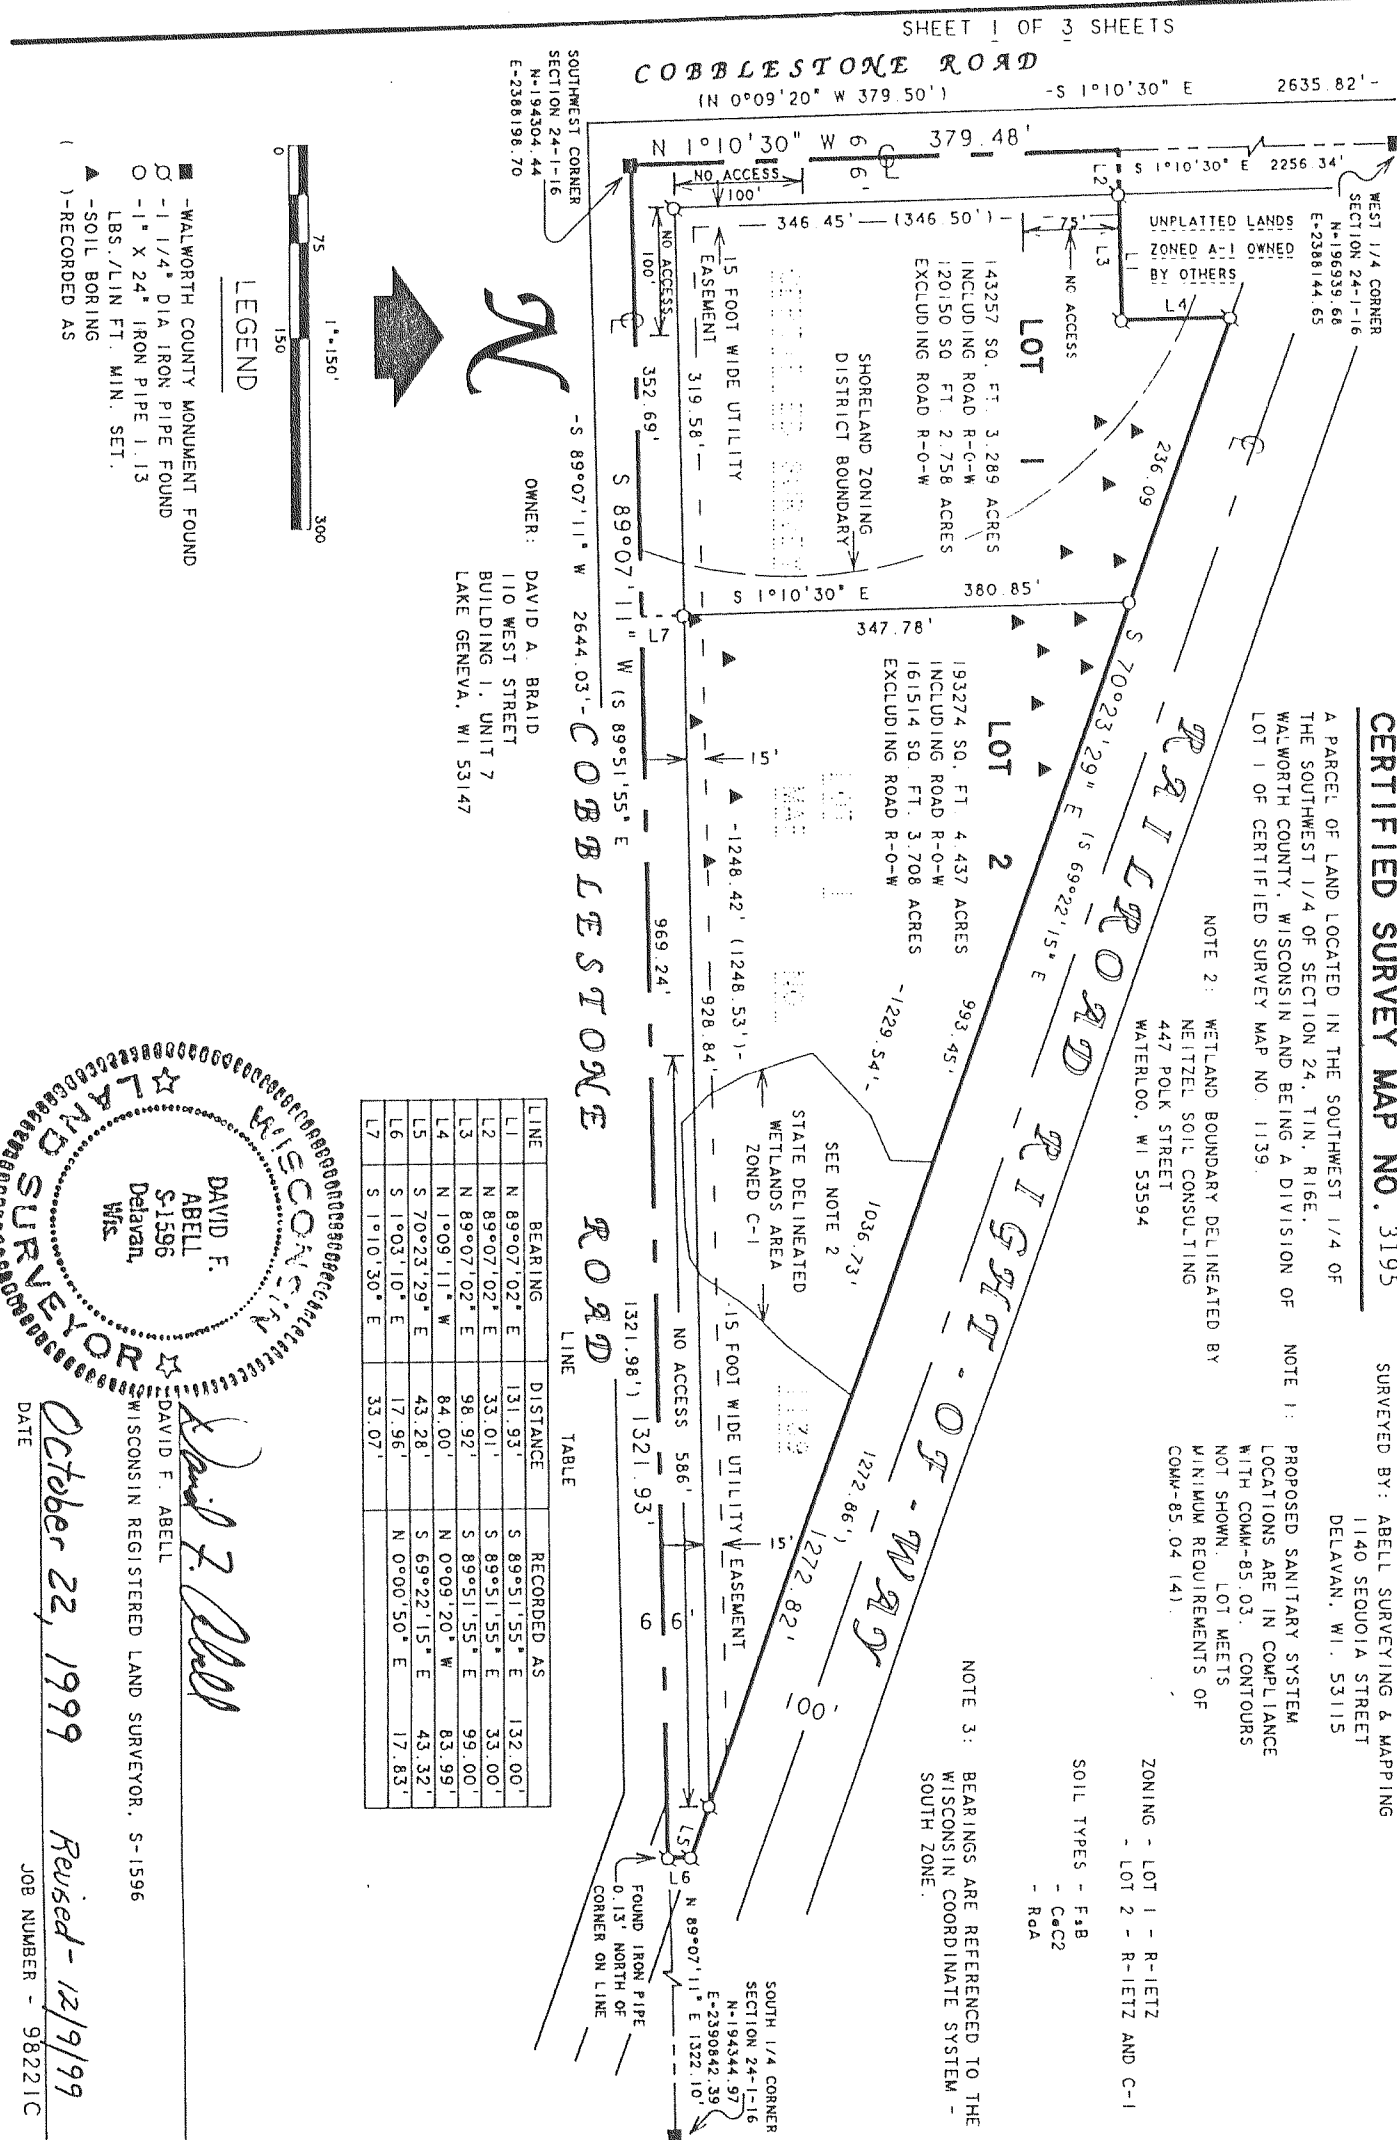 SHEET 1 OF 3 SHEETS
CERTIFIED SURVEY MAP NO. 3195
A PARCEL OF LAND LOCATED IN THE SOUTHWEST 1/4 OF
THE SOUTHWEST 1/4 OF SECTION 24, T1N, R16E,
WALWORTH COUNTY, WISCONSIN AND BEING A DIVISION OF
LOT 1 OF CERTIFIED SURVEY MAP NO. 1139.
SURVEYED BY: ABELL SURVEYING & MAPPING
1140 SEQUOIA STREET
DELAVAN, WI. 53115
NOTE 1: PROPOSED SANITARY SYSTEM
LOCATIONS ARE IN COMPLIANCE
WITH COMM-85.03. CONTOURS
NOT SHOWN. LOT MEETS
MINIMUM REQUIREMENTS OF
COMM-85.04 (4).
NOTE 2: WETLAND BOUNDARY DELINEATED BY
NEITZEL SOIL CONSULTING
447 POLK STREET
WATERLOO, WI 53594
ZONING - LOT 1 - R-1ETZ
- LOT 2 - R-1ETZ AND C-1
SOIL TYPES - FsB
- CeC2
- RaA
NOTE 3: BEARINGS ARE REFERENCED TO THE
WISCONSIN COORDINATE SYSTEM -
SOUTH ZONE.
WEST 1/4 CORNER
SECTION 24-1-16
N-196939.68
E-2388144.65
COBBLESTONE ROAD
(N 0°09'20" W 379.50')
-S 1°10'30" E 2635.82'-
N 1°10'30" W 379.48'
66'
S 1°10'30" E 2256.34'
NO ACCESS
100'
NO ACCESS
100'
346.45' (346.50')
75'
NO ACCESS
L2
L3
L1
L4
UNPLATTED LANDS
ZONED A-1 OWNED
BY OTHERS
15 FOOT WIDE UTILITY
EASEMENT
LOT 1
143257 SQ. FT. 3.289 ACRES
INCLUDING ROAD R-O-W
120150 SQ FT. 2.758 ACRES
EXCLUDING ROAD R-O-W
SHORELAND ZONING
DISTRICT BOUNDARY
236.09
S 1°10'30" E 380.85'
347.78'
L7
319.58'
352.69'
LOT 2
193274 SQ. FT. 4.437 ACRES
INCLUDING ROAD R-O-W
161514 SQ. FT. 3.708 ACRES
EXCLUDING ROAD R-O-W
LOT 1
MAP NO.
1139
S 70°23'29" E (S 69°22'15" E
RAILROAD RIGHT-OF-WAY
993.45'
-1229.54'-
1036.73'
1272.86')
1272.82'
100'
SEE NOTE 2
STATE DELINEATED
WETLANDS AREA
ZONED C-1
15'
-1248.42' (1248.53')-
928.84'
15 FOOT WIDE UTILITY EASEMENT
15'
NO ACCESS 586'
S 89°07'11" W (S 89°51'55" E
969.24'
1321.98') 1321.93'
66'
-S 89°07'11" W 2644.03'-
COBBLESTONE ROAD
L5
L6
N 89°07'11" E 1322.10'
FOUND IRON PIPE
0.13' NORTH OF
CORNER ON LINE
SOUTH 1/4 CORNER
SECTION 24-1-16
N-194344.97
E-2390842.39
SOUTHWEST CORNER
SECTION 24-1-16
N-194304.44
E-2388198.70
N
OWNER: DAVID A. BRAID
110 WEST STREET
BUILDING 1, UNIT 7
LAKE GENEVA, WI 53147
1"=150'
0 75 150 300
LEGEND
-WALWORTH COUNTY MONUMENT FOUND
-1 1/4" DIA IRON PIPE FOUND
-1" X 24" IRON PIPE 1.13
LBS./LIN FT. MIN. SET.
-SOIL BORING
( )-RECORDED AS
LINE TABLE
LINE BEARING DISTANCE RECORDED AS
L1 N 89°07'02" E 131.93' S 89°51'55" E 132.00'
L2 N 89°07'02" E 33.01' S 89°51'55" E 33.00'
L3 N 89°07'02" E 98.92' S 89°51'55" E 99.00'
L4 N 1°09'11" W 84.00' N 0°09'20" W 83.99'
L5 S 70°23'29" E 43.28' S 69°22'15" E 43.32'
L6 S 1°03'10" E 17.96' N 0°00'50" E 17.83'
L7 S 1°10'30" E 33.07'
WISCONSIN
LAND SURVEYOR
DAVID F.
ABELL
S-1596
Delavan,
Wis.
David F. Abell
DAVID F. ABELL
WISCONSIN REGISTERED LAND SURVEYOR, S-1596
October 22, 1999 Revised- 12/9/99
DATE
JOB NUMBER - 98221C